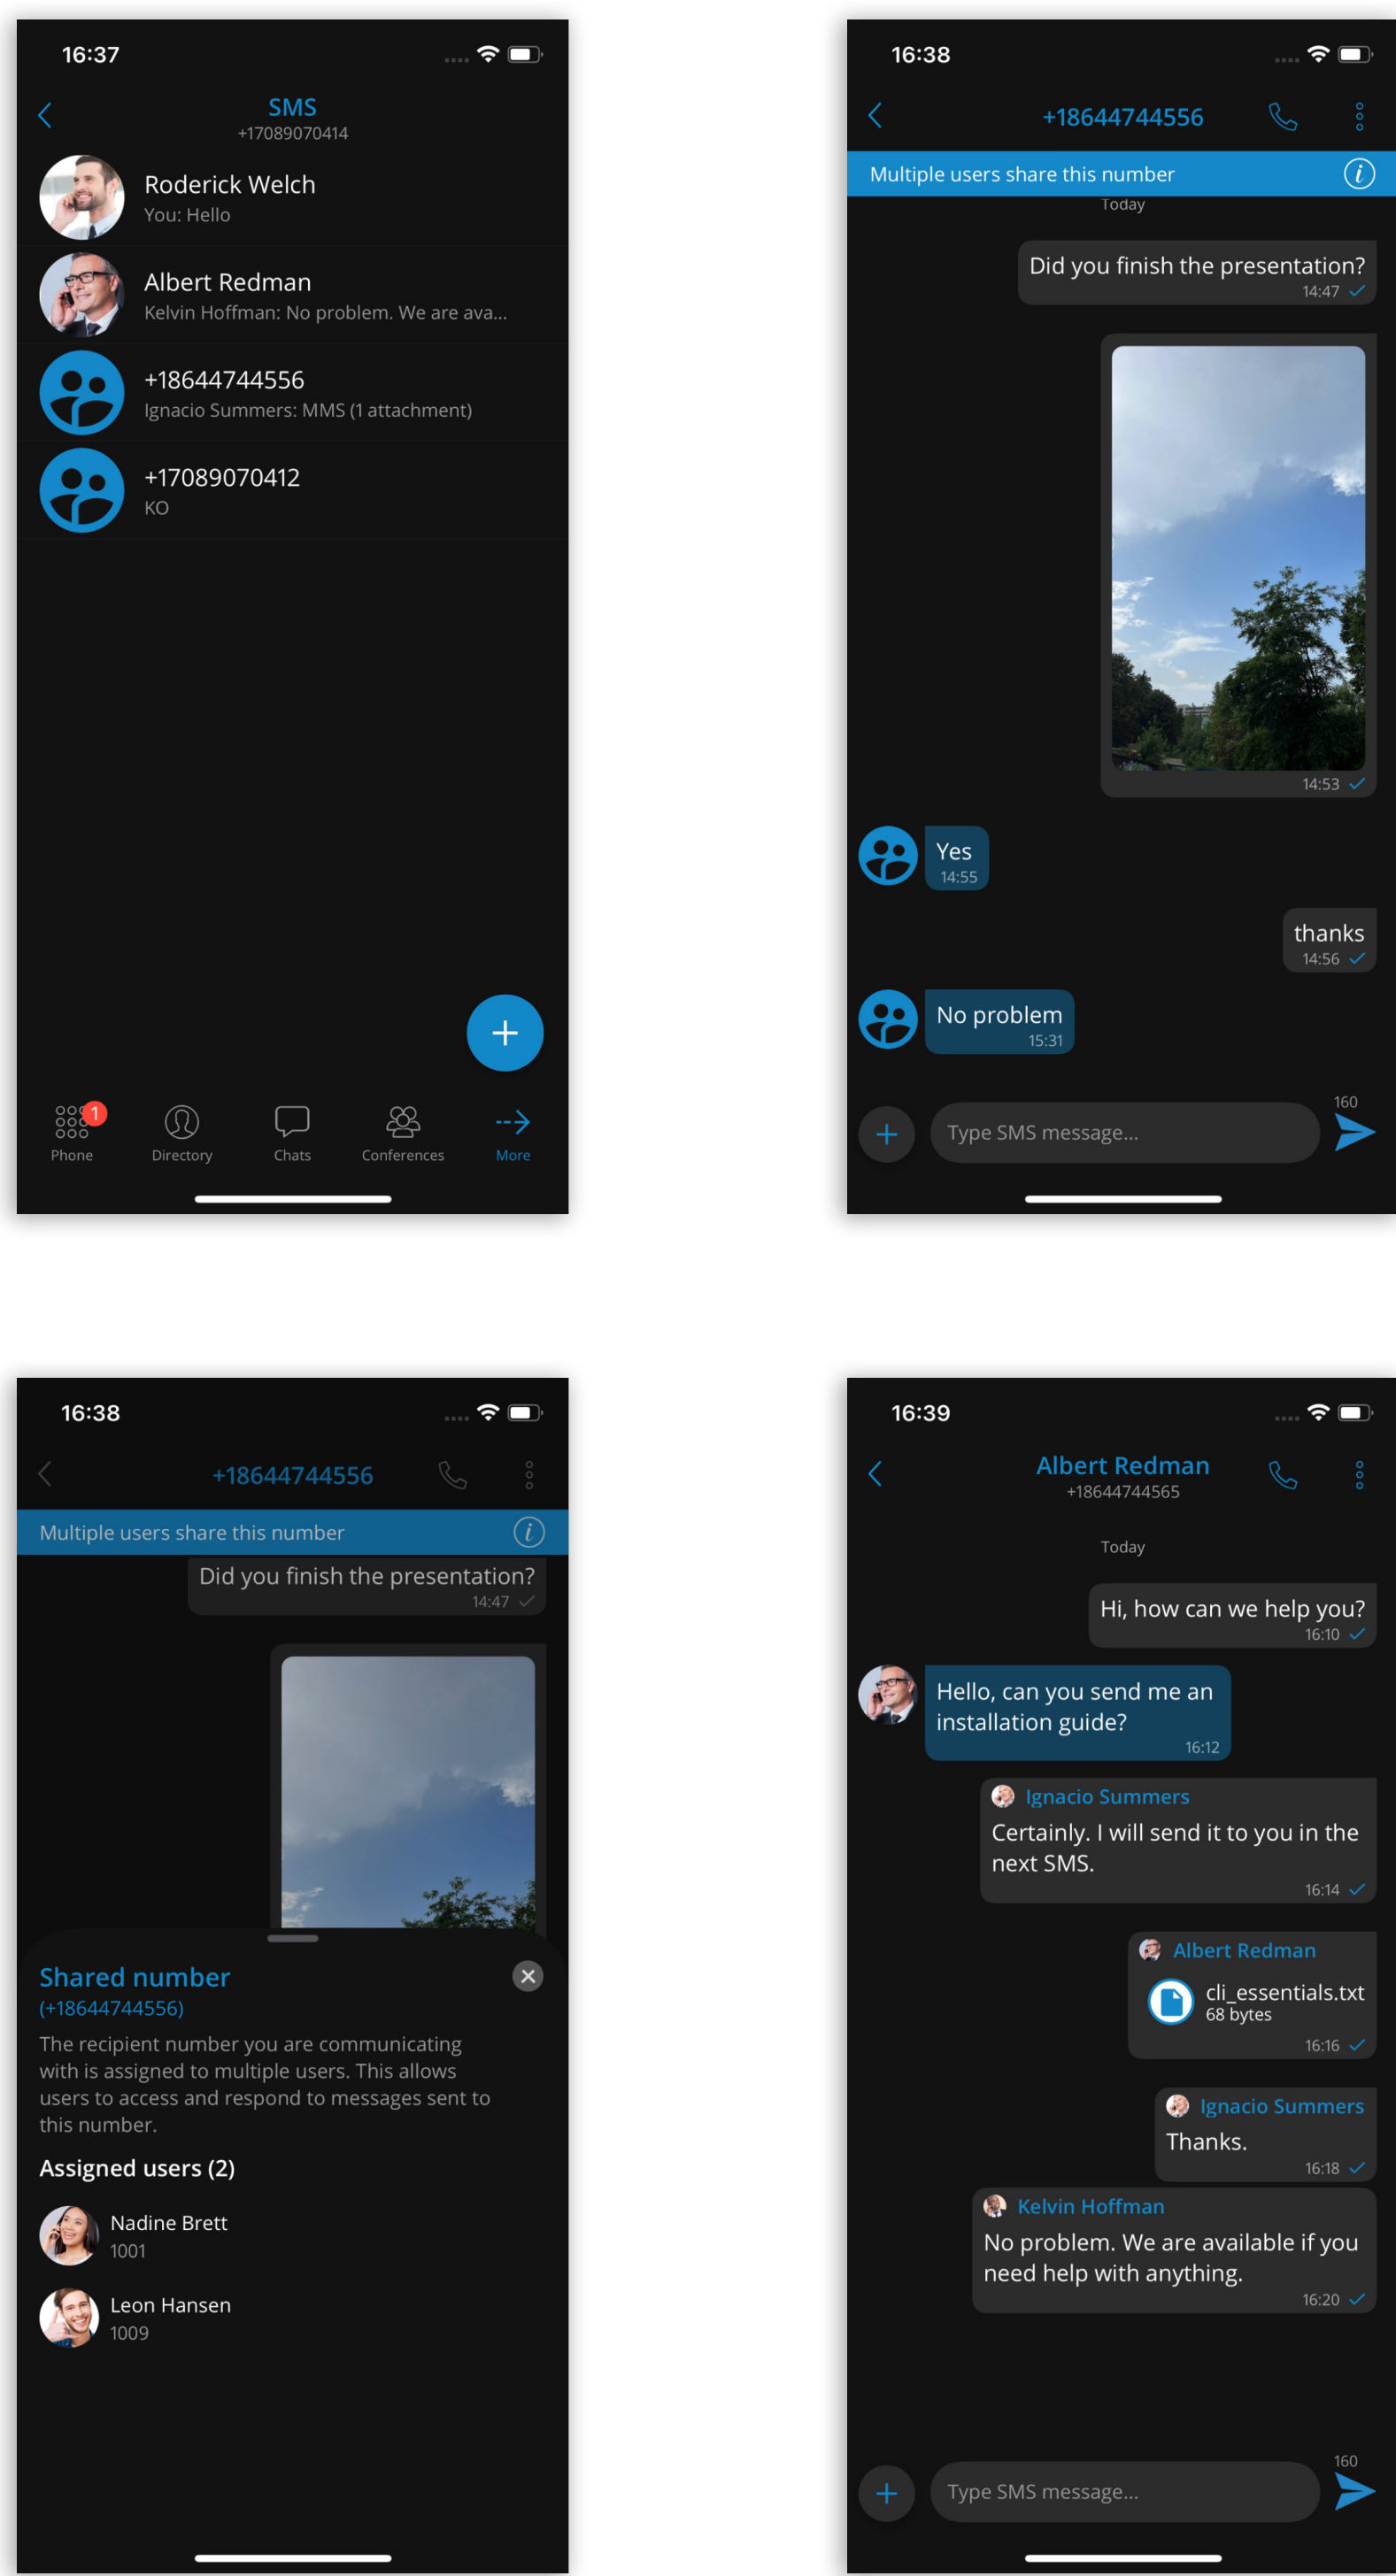 16:37
SMS
+17089070414
Roderick Welch
You: Hello
Albert Redman
Kelvin Hoffman: No problem. We are ava...
+18644744556
Ignacio Summers: MMS (1 attachment)
+17089070412
KO
+
1
Phone
Directory
Chats
Conferences
More
16:38
+18644744556
Multiple users share this number
i
Today
Did you finish the presentation?
14:47
14:53
Yes
14:55
thanks
14:56
No problem
15:31
160
+
Type SMS message...
16:38
+18644744556
Multiple users share this number
i
Did you finish the presentation?
14:47
Shared number
(+18644744556)
The recipient number you are communicating
with is assigned to multiple users. This allows
users to access and respond to messages sent to
this number.
Assigned users (2)
Nadine Brett
1001
Leon Hansen
1009
16:39
Albert Redman
+18644744565
Today
Hi, how can we help you?
16:10
Hello, can you send me an
installation guide?
16:12
Ignacio Summers
Certainly. I will send it to you in the
next SMS.
16:14
Albert Redman
cli_essentials.txt
68 bytes
16:16
Ignacio Summers
Thanks.
16:18
Kelvin Hoffman
No problem. We are available if you
need help with anything.
16:20
160
+
Type SMS message...